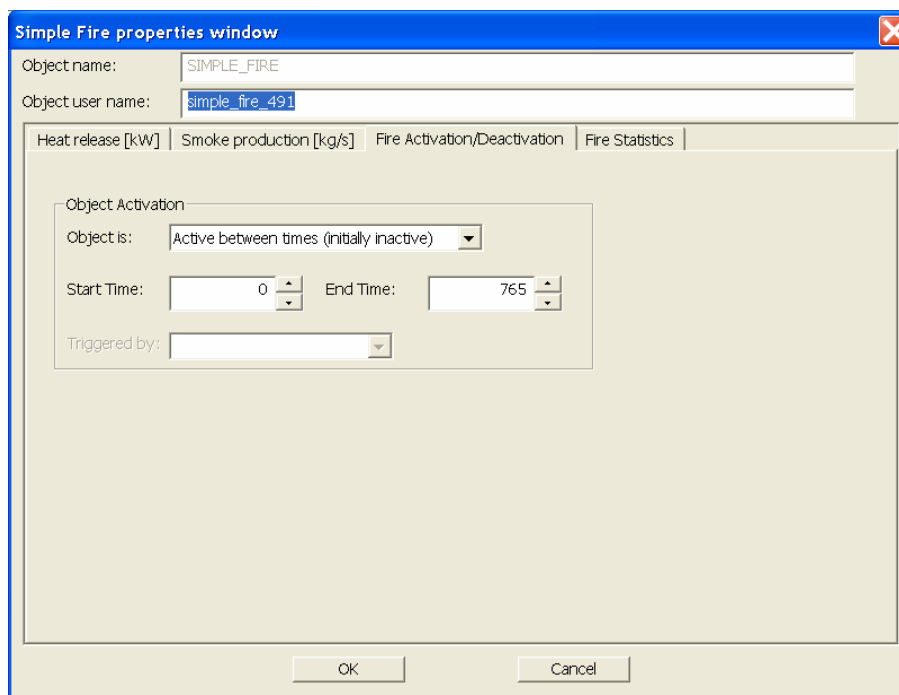 Simple Fire properties window
Object name: SIMPLE_FIRE
Object user name: simple_fire_491
Heat release [kW] Smoke production [kg/s] Fire Activation/Deactivation Fire Statistics
Object Activation
Object is: Active between times (initially inactive)
Start Time: 0 End Time: 765
Triggered by:
OK Cancel